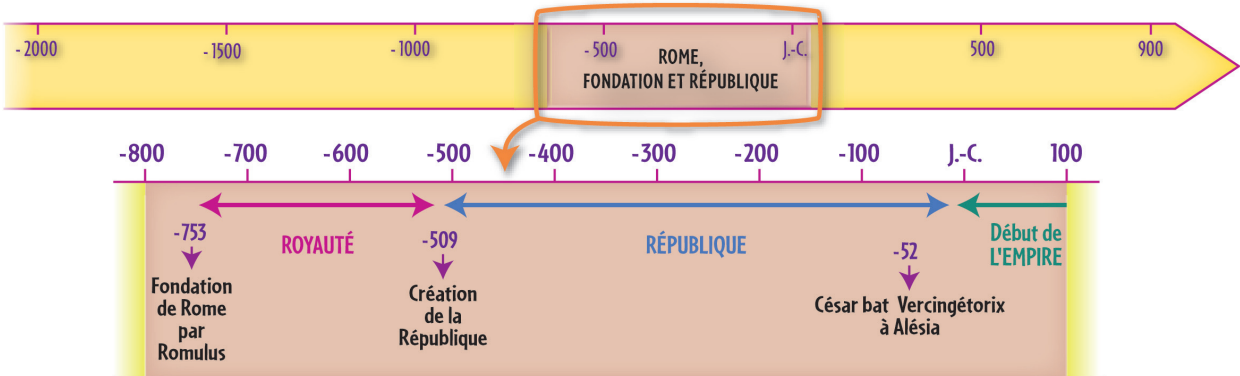 - 2000 - 1500 - 1000 - 500 J.-C. 500 900
ROME,
FONDATION ET RÉPUBLIQUE
-800 -700 -600 -500 -400 -300 -200 -100 J.-C. 100
-753
Fondation
de Rome
par
Romulus
ROYAUTÉ
-509
Création
de la
République
RÉPUBLIQUE
-52
César bat Vercingétorix
à Alésia
Début de
L'EMPIRE